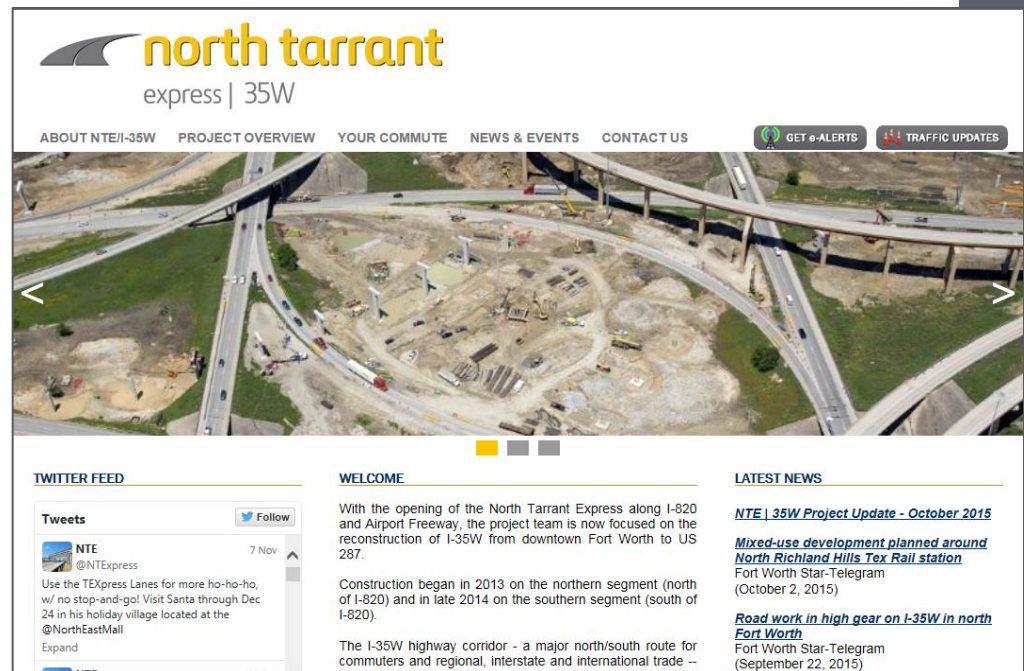 north tarrant
express | 35W
ABOUT NTE/I-35W PROJECT OVERVIEW YOUR COMMUTE NEWS & EVENTS CONTACT US
GET e-ALERTS
TRAFFIC UPDATES
<
>
TWITTER FEED
Tweets
Follow
NTE
7 Nov
@NTExpress
Use the TEXpress Lanes for more ho-ho-ho,
w/ no stop-and-go! Visit Santa through Dec
24 in his holiday village located at the
@NorthEastMall
Expand
WELCOME
With the opening of the North Tarrant Express along I-820
and Airport Freeway, the project team is now focused on the
reconstruction of I-35W from downtown Fort Worth to US
287.
Construction began in 2013 on the northern segment (north
of I-820) and in late 2014 on the southern segment (south of
I-820).
The I-35W highway corridor - a major north/south route for
commuters and regional, interstate and international trade --
LATEST NEWS
NTE | 35W Project Update - October 2015
Mixed-use development planned around
North Richland Hills Tex Rail station
Fort Worth Star-Telegram
(October 2, 2015)
Road work in high gear on I-35W in north
Fort Worth
Fort Worth Star-Telegram
(September 22, 2015)